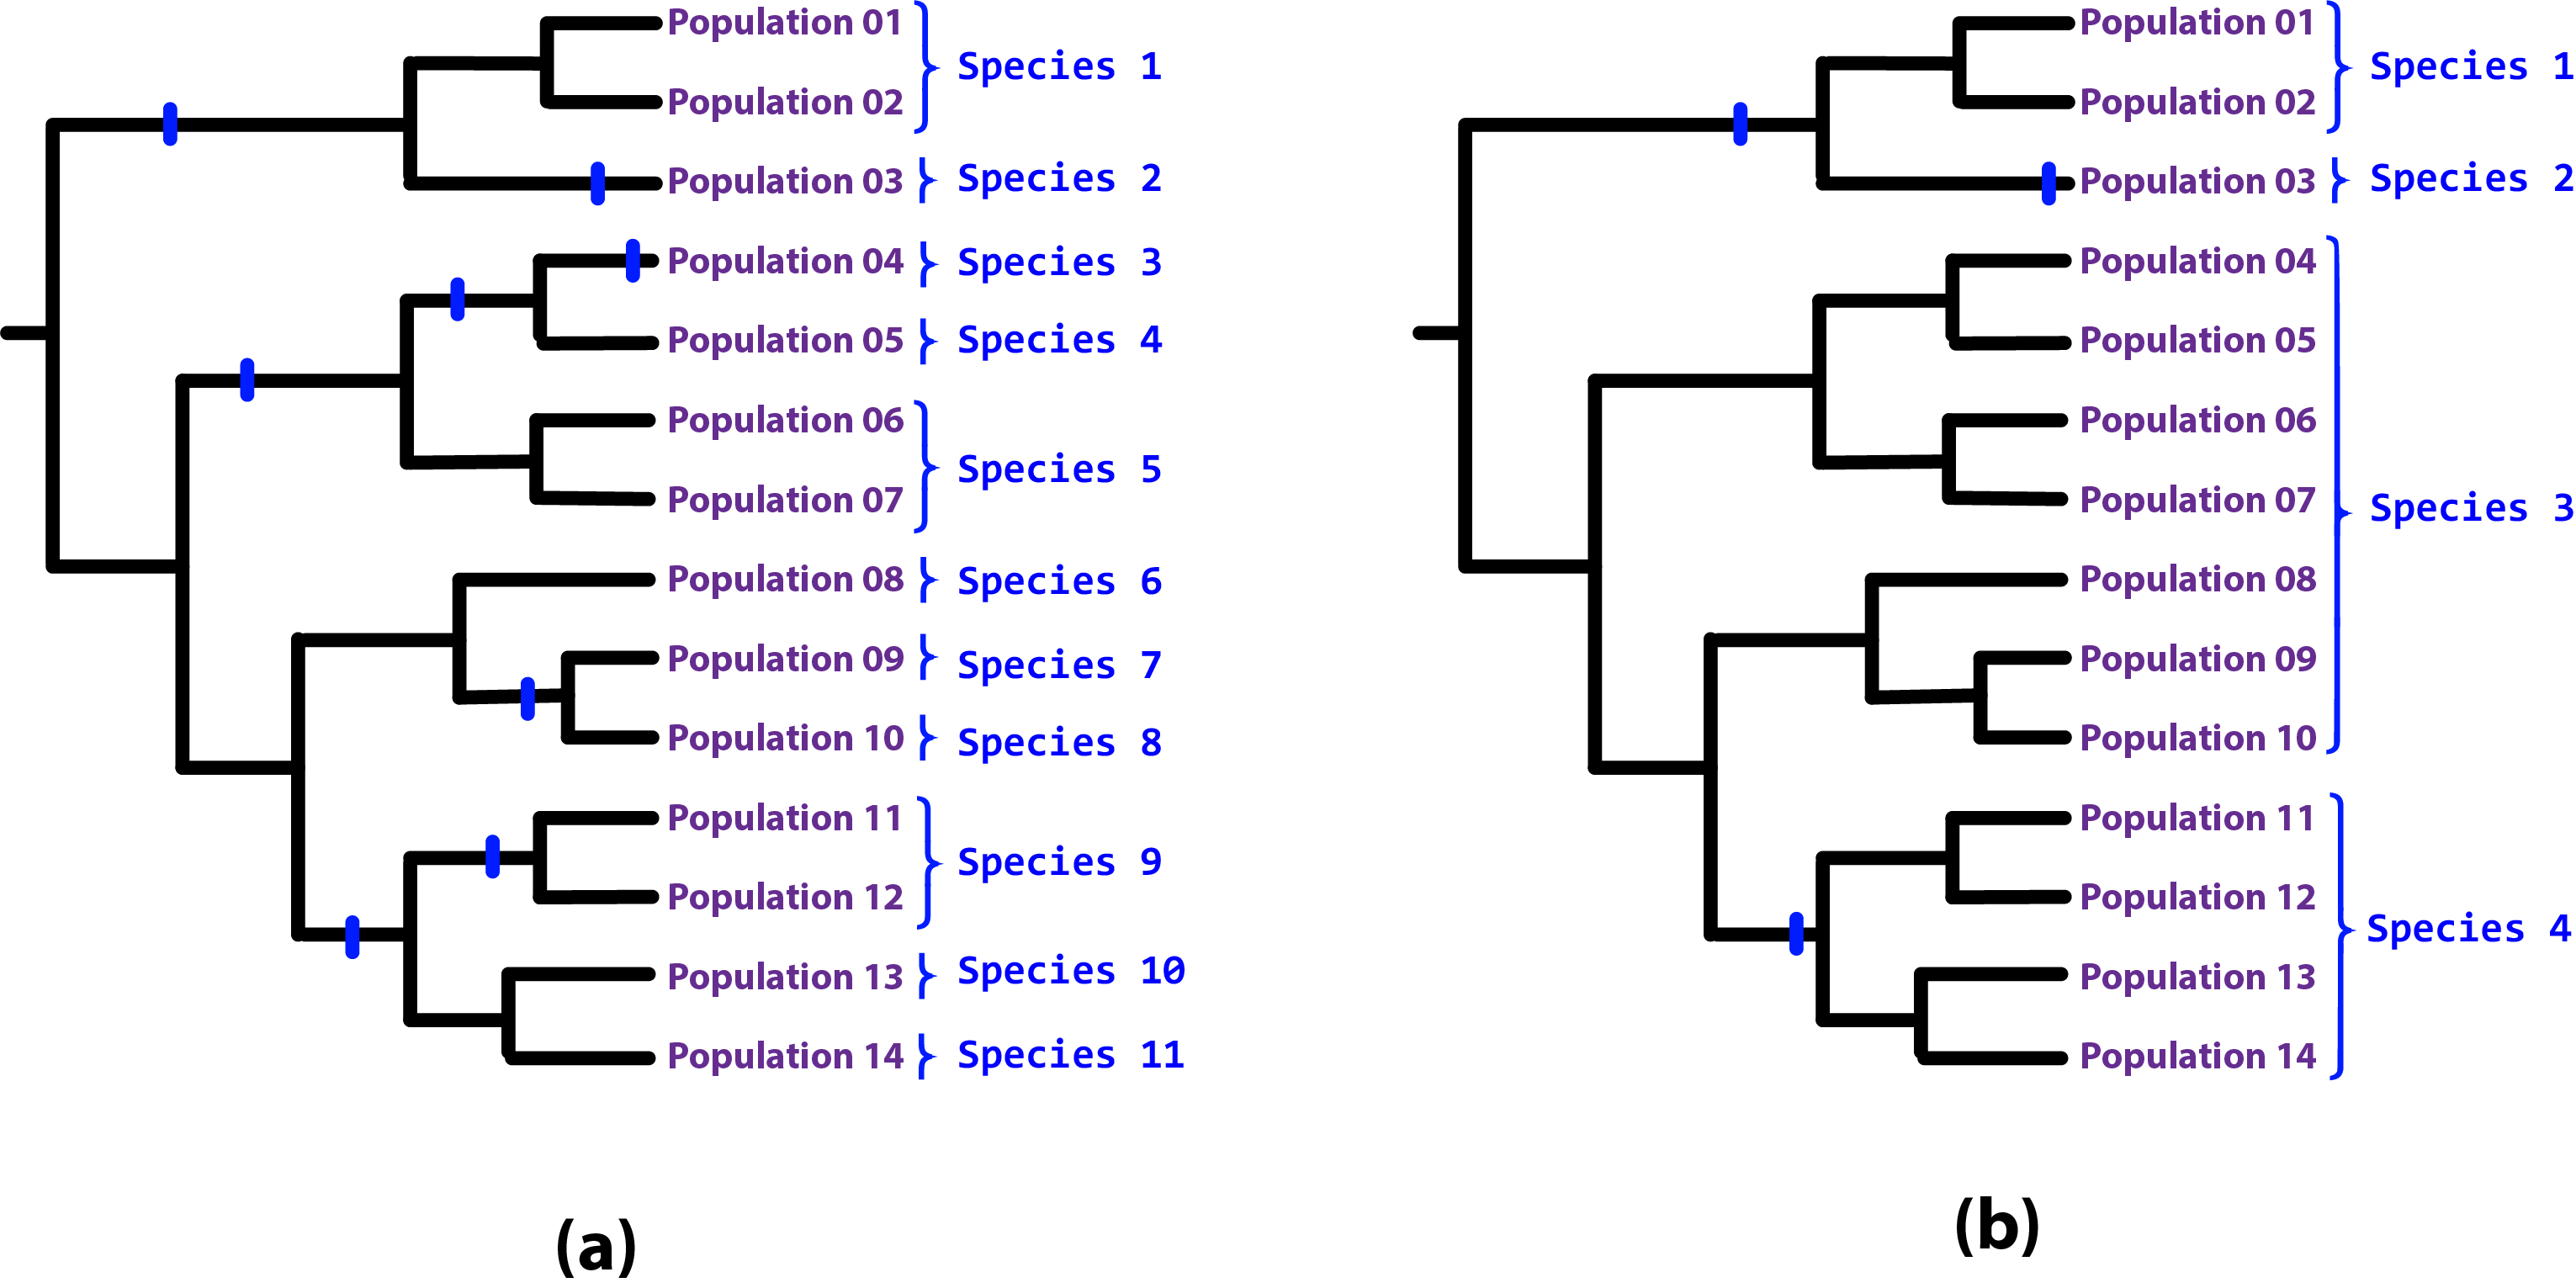 Population 01
Population 02
Species 1
Population 03
Species 2
Population 04
Species 3
Population 05
Species 4
Population 06
Population 07
Species 5
Population 08
Species 6
Population 09
Species 7
Population 10
Species 8
Population 11
Population 12
Species 9
Population 13
Species 10
Population 14
Species 11
(a)
Population 01
Population 02
Species 1
Population 03
Species 2
Population 04
Population 05
Population 06
Population 07
Species 3
Population 08
Population 09
Population 10
Population 11
Population 12
Species 4
Population 13
Population 14
(b)